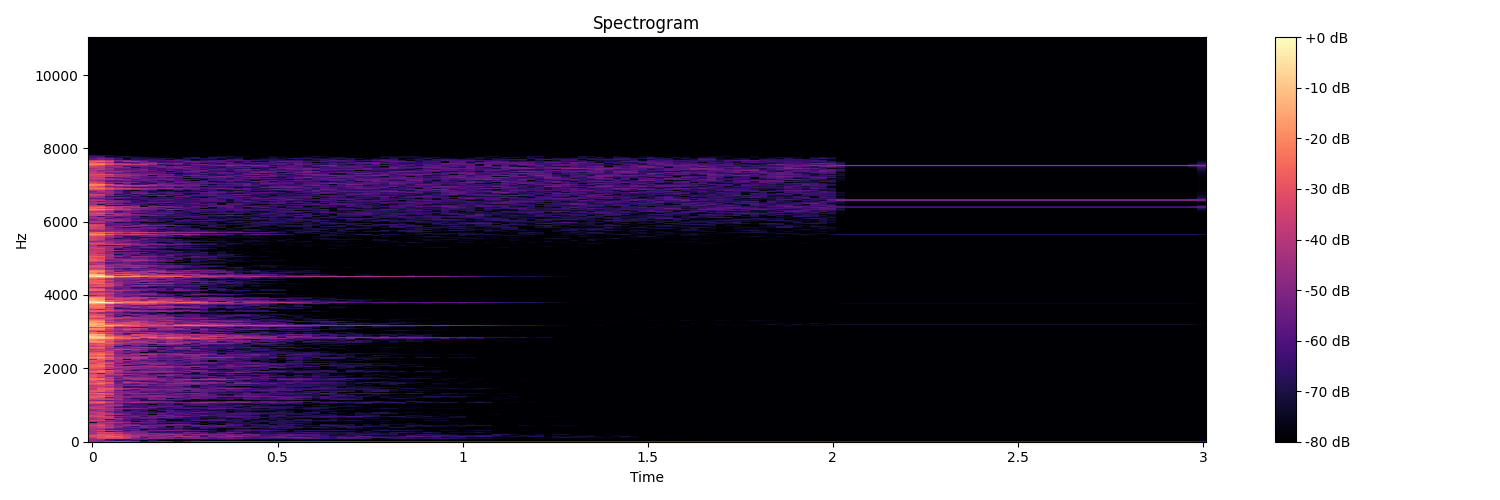 Spectrogram
10000
8000
6000
4000
2000
0
Hz
0 0.5 1 1.5 2 2.5 3
Time
+0 dB
-10 dB
-20 dB
-30 dB
-40 dB
-50 dB
-60 dB
-70 dB
-80 dB